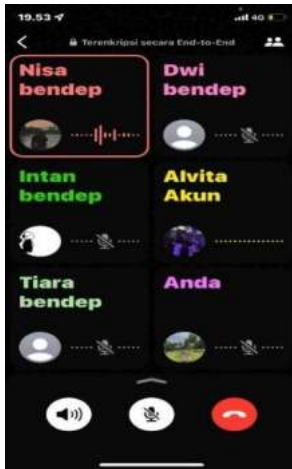 19.53
4G
Terenkripsi secara End-to-End
Nisa
bendep
Dwi
bendep
Intan
bendep
Alvita
Akun
Tiara
bendep
Anda